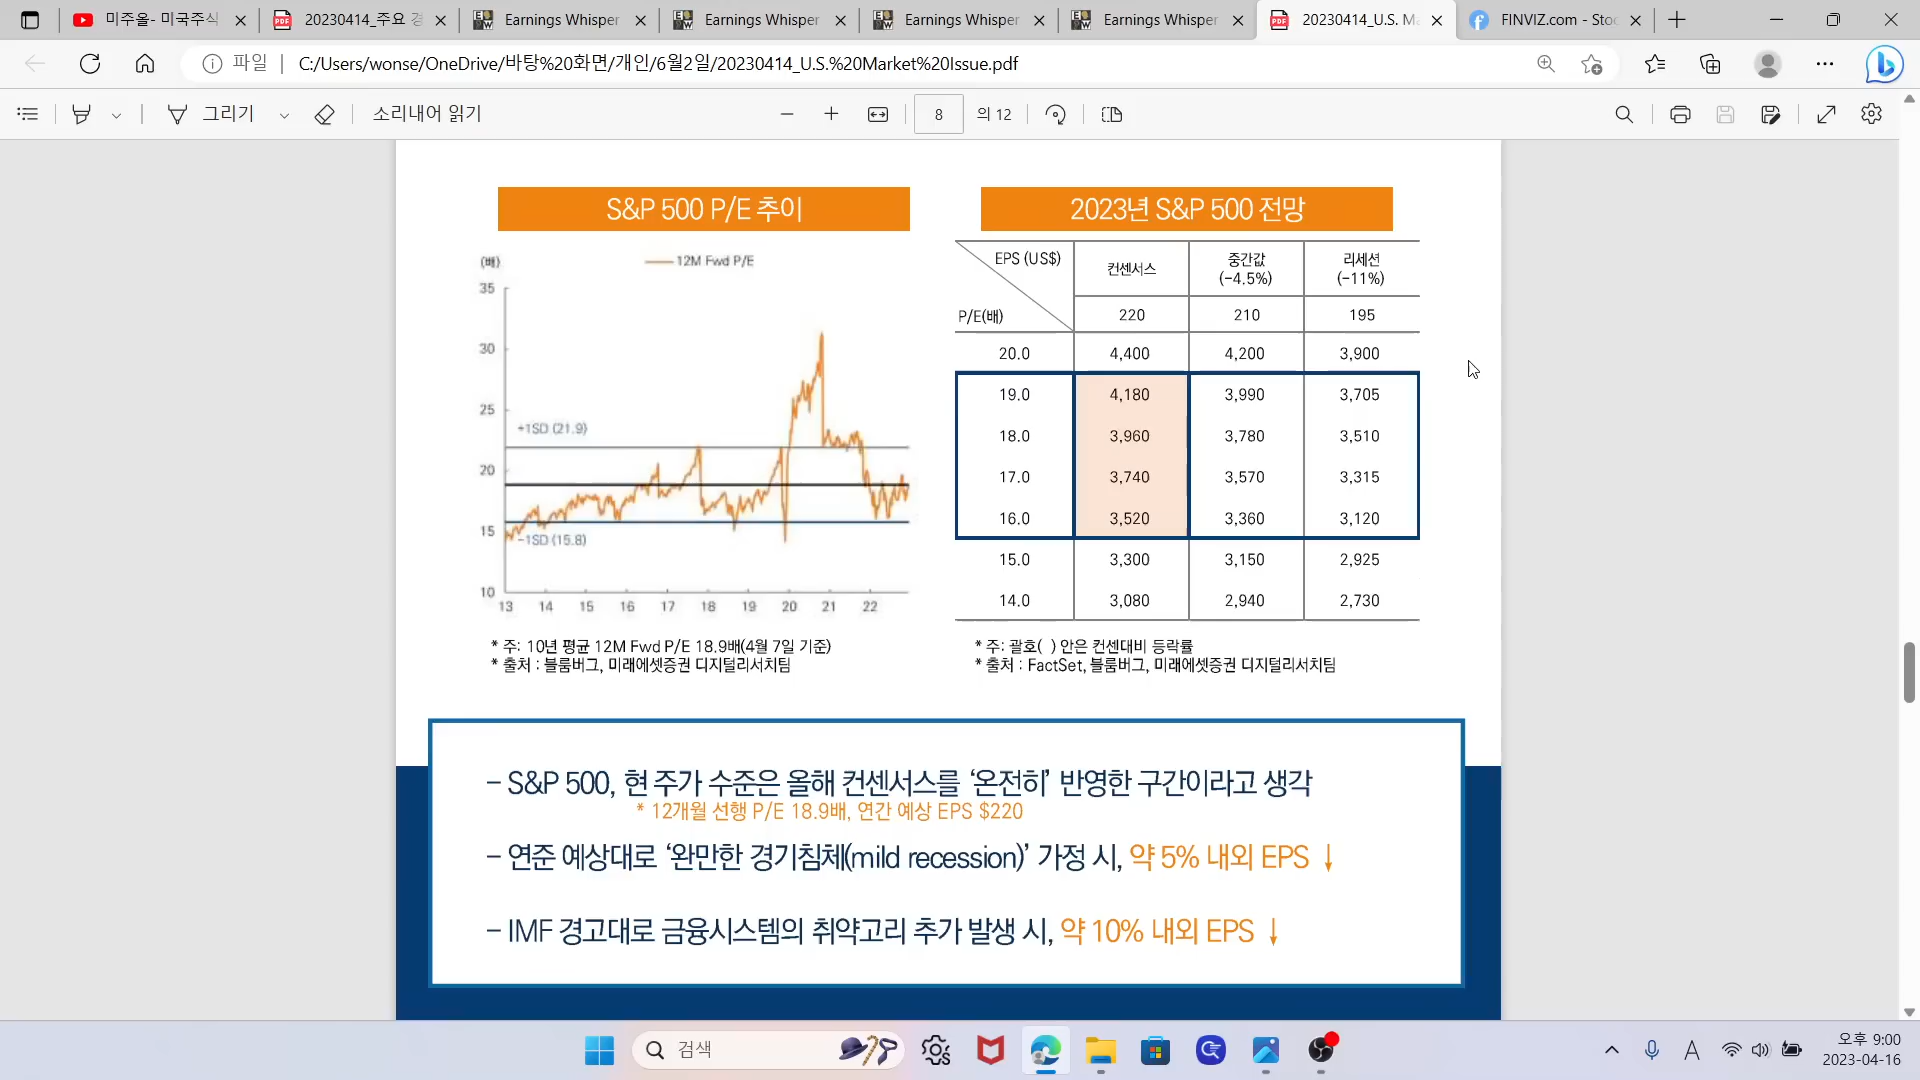 미주올- 미국주식
20230414_주요 경
Earnings Whisper
Earnings Whisper
Earnings Whisper
Earnings Whisper
20230414_U.S. Ma
FINVIZ.com - Stoc
파일
C:/Users/wonse/OneDrive/바탕%20화면/개인/6월2일/20230414_U.S.%20Market%20Issue.pdf
그리기
소리내어 읽기
8 의 12
S&P 500 P/E 추이
(배)
12M Fwd P/E
35
30
25
+1SD (21.9)
20
15
-1SD (15.8)
10
13 14 15 16 17 18 19 20 21 22
* 주: 10년 평균 12M Fwd P/E 18.9배(4월 7일 기준)
* 출처 : 블룸버그, 미래에셋증권 디지털리서치팀
2023년 S&P 500 전망
EPS (US$) 컨센서스 중간값 리세션
(-4.5%) (-11%)
P/E(배) 220 210 195
20.0 4,400 4,200 3,900
19.0 4,180 3,990 3,705
18.0 3,960 3,780 3,510
17.0 3,740 3,570 3,315
16.0 3,520 3,360 3,120
15.0 3,300 3,150 2,925
14.0 3,080 2,940 2,730
* 주: 괄호( ) 안은 컨센대비 등락률
* 출처 : FactSet, 블룸버그, 미래에셋증권 디지털리서치팀
– S&P 500, 현 주가 수준은 올해 컨센서스를 ‘온전히’ 반영한 구간이라고 생각
* 12개월 선행 P/E 18.9배, 연간 예상 EPS $220
– 연준 예상대로 ‘완만한 경기침체(mild recession)’ 가정 시, 약 5% 내외 EPS ↓
– IMF 경고대로 금융시스템의 취약고리 추가 발생 시, 약 10% 내외 EPS ↓
검색
A
오후 9:00
2023-04-16